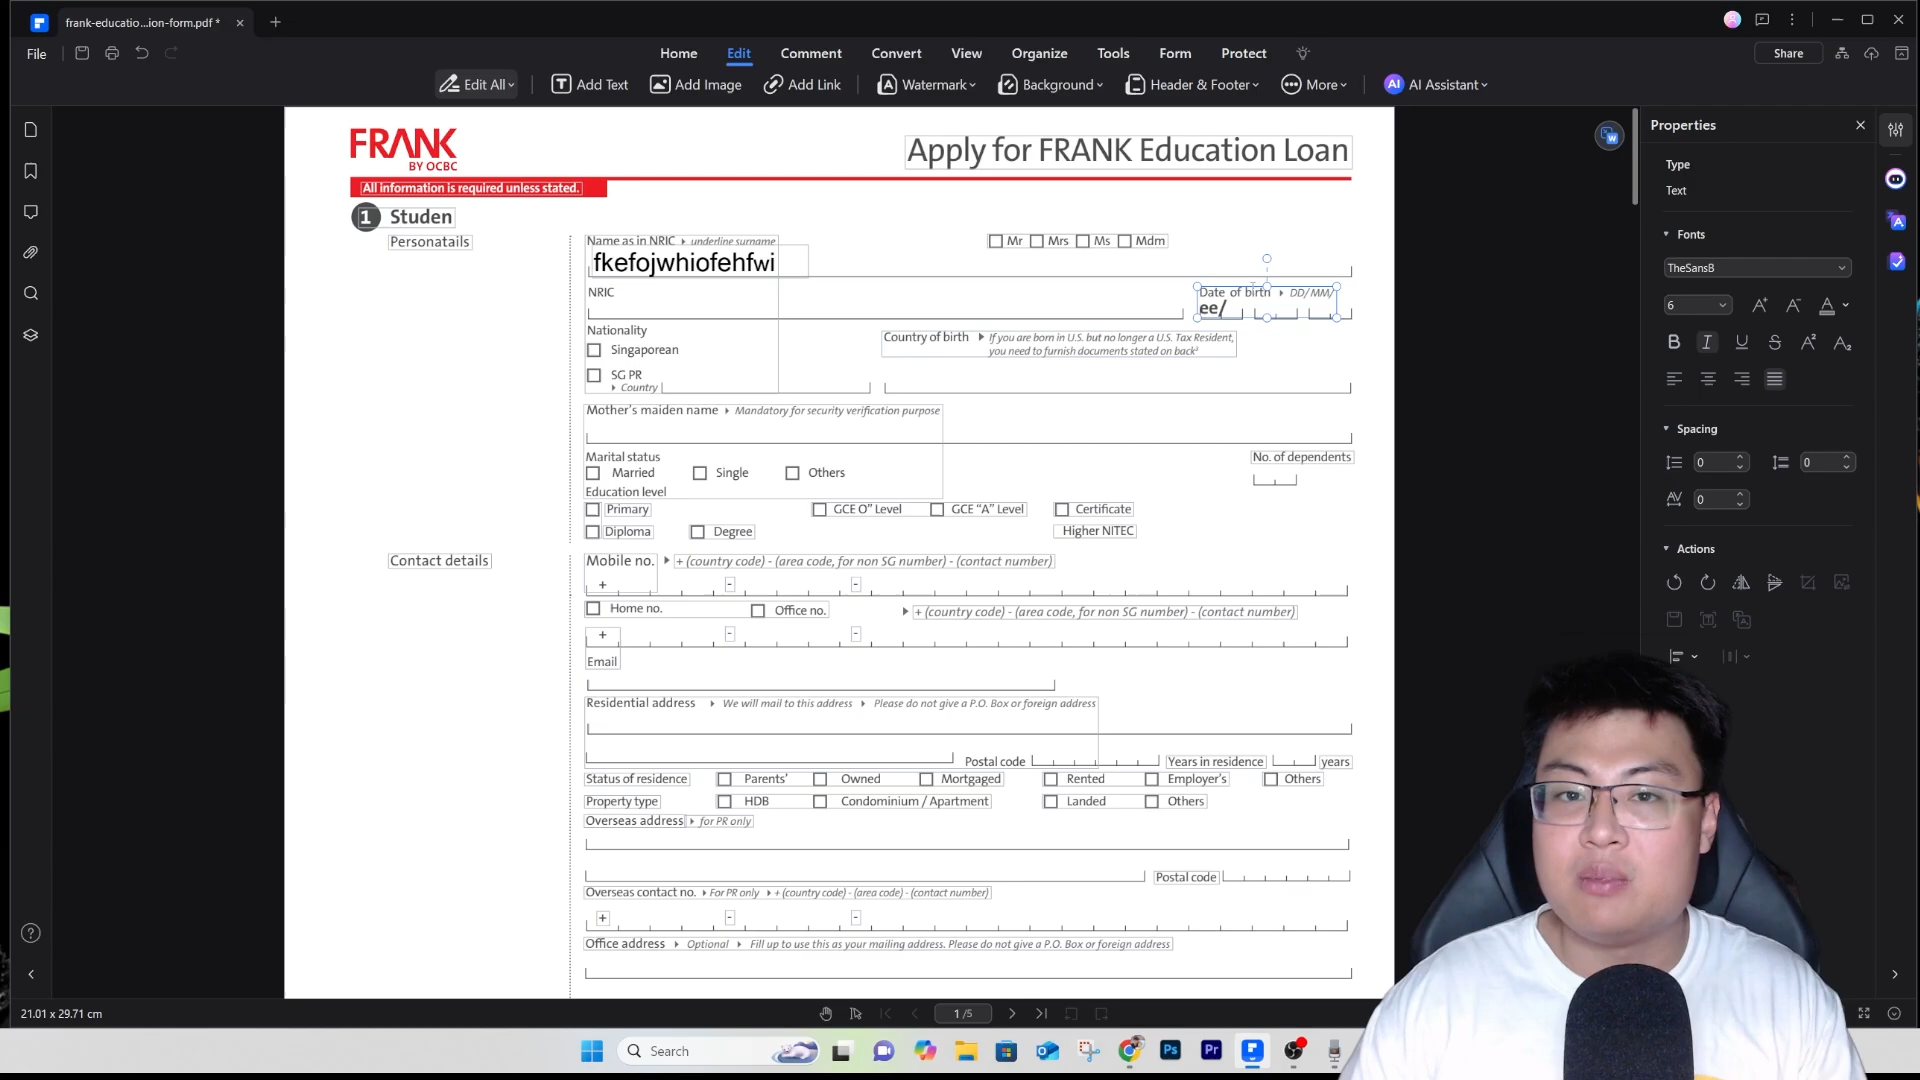 frank-educatio...ion-form.pdf *
File
Home Edit Comment Convert View Organize Tools Form Protect
Share
Edit All Add Text Add Image Add Link Watermark Background Header & Footer More AI AI Assistant
FRANK
BY OCBC
Apply for FRANK Education Loan
All information is required unless stated.
1 Studen
Personatails
Name as in NRIC underline surname
Mr Mrs Ms Mdm
fkefojwhiofehfwi
NRIC
Date of birth DD/MM/
ee/
Nationality
Singaporean
Country of birth If you are born in U.S. but no longer a U.S. Tax Resident,
you need to furnish documents stated on back³
SG PR
Country
Mother's maiden name Mandatory for security verification purpose
Marital status
No. of dependents
Married Single Others
Education level
Primary GCE O" Level GCE “A” Level Certificate
Diploma Degree Higher NITEC
Contact details
Mobile no. + (country code) - (area code, for non SG number) - (contact number)
+ - -
Home no. Office no. + (country code) - (area code, for non SG number) - (contact number)
+ - -
Email
Residential address We will mail to this address Please do not give a P.O. Box or foreign address
Postal code Years in residence years
Status of residence Parents' Owned Mortgaged Rented Employer's Others
Property type HDB Condominium / Apartment Landed Others
Overseas address for PR only
Postal code
Overseas contact no. For PR only + (country code) - (area code) - (contact number)
+ - -
Office address Optional Fill up to use this as your mailing address. Please do not give a P.O. Box or foreign address
Properties
Type
Text
Fonts
TheSansB
6
Spacing
0 0
0
Actions
21.01 x 29.71 cm
1 /5
Search
Ps
Pr